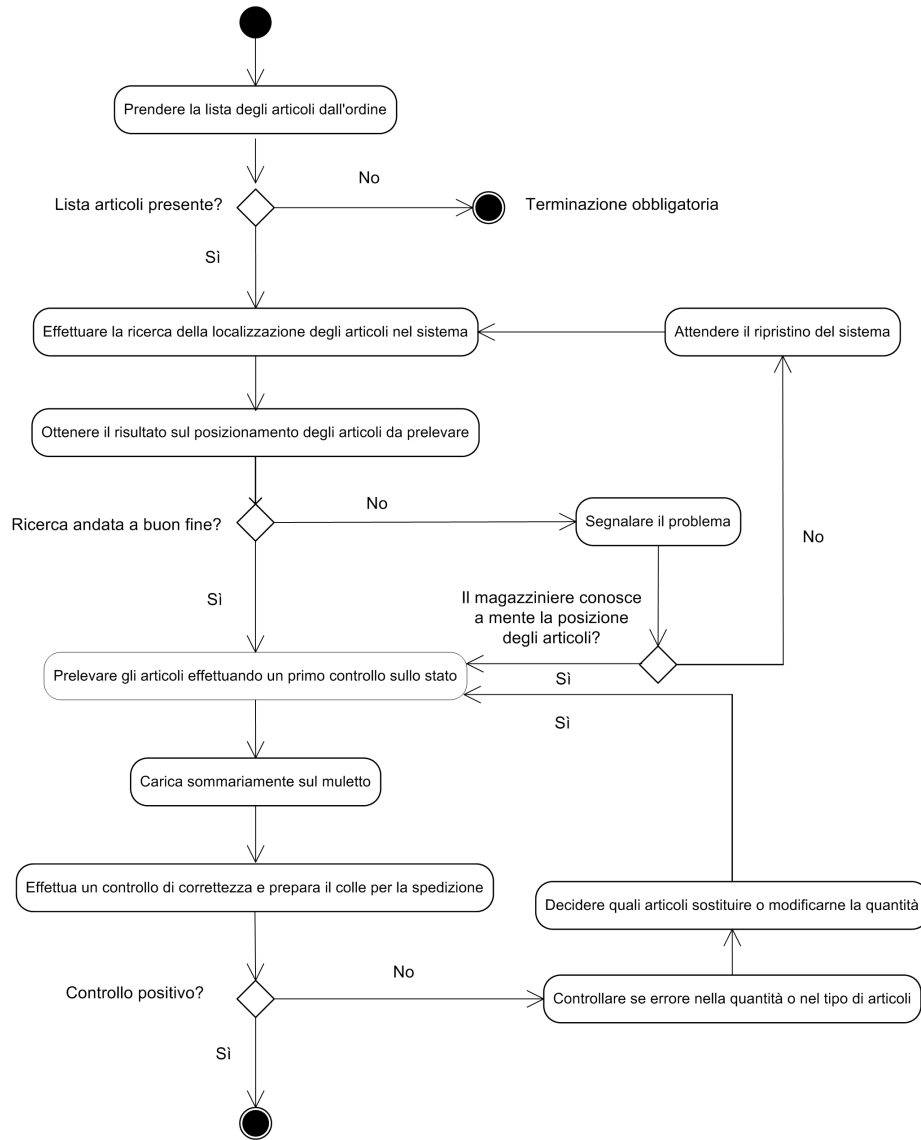 Prendere la lista degli articoli dall'ordine
No
Lista articoli presente?
Terminazione obbligatoria
Sì
Effettuare la ricerca della localizzazione degli articoli nel sistema
Attendere il ripristino del sistema
Ottenere il risultato sul posizionamento degli articoli da prelevare
No
Segnalare il problema
Ricerca andata a buon fine?
No
Sì
Il magazziniere conosce
a mente la posizione
degli articoli?
Prelevare gli articoli effettuando un primo controllo sullo stato
Sì
Sì
Carica sommariamente sul muletto
Effettua un controllo di correttezza e prepara il colle per la spedizione
Decidere quali articoli sostituire o modificarne la quantità
No
Controllo positivo?
Controllare se errore nella quantità o nel tipo di articoli
Sì